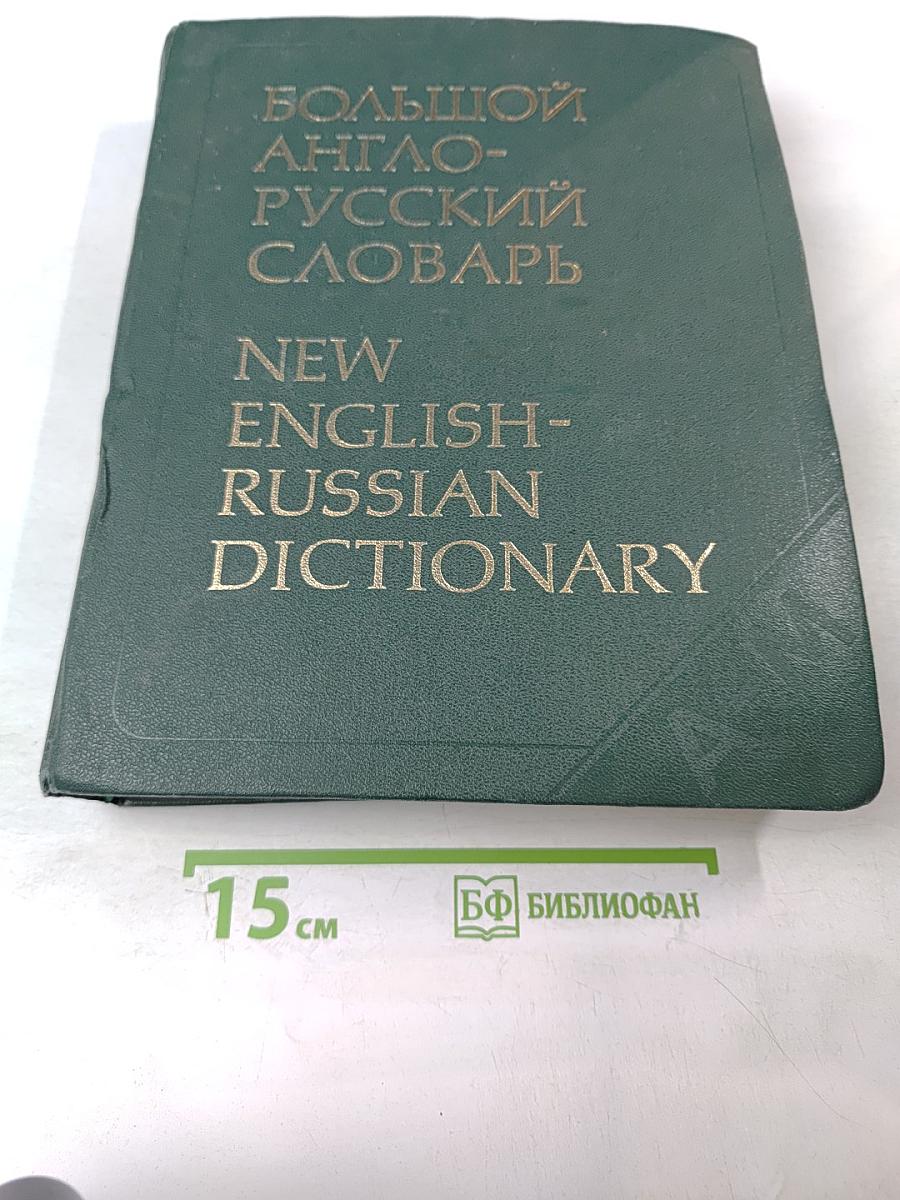 БОЛЬШОЙ
АНГЛО-
РУССКИЙ
СЛОВАРЬ
NEW
ENGLISH-
RUSSIAN
DICTIONARY
A-M
15 см
БФ БИБЛИОФАН